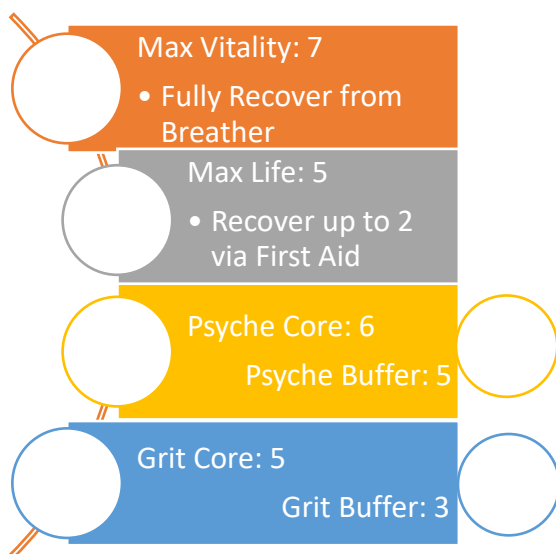 Max Vitality: 7
• Fully Recover from
Breather
Max Life: 5
• Recover up to 2
via First Aid
Psyche Core: 6
Psyche Buffer: 5
Grit Core: 5
Grit Buffer: 3